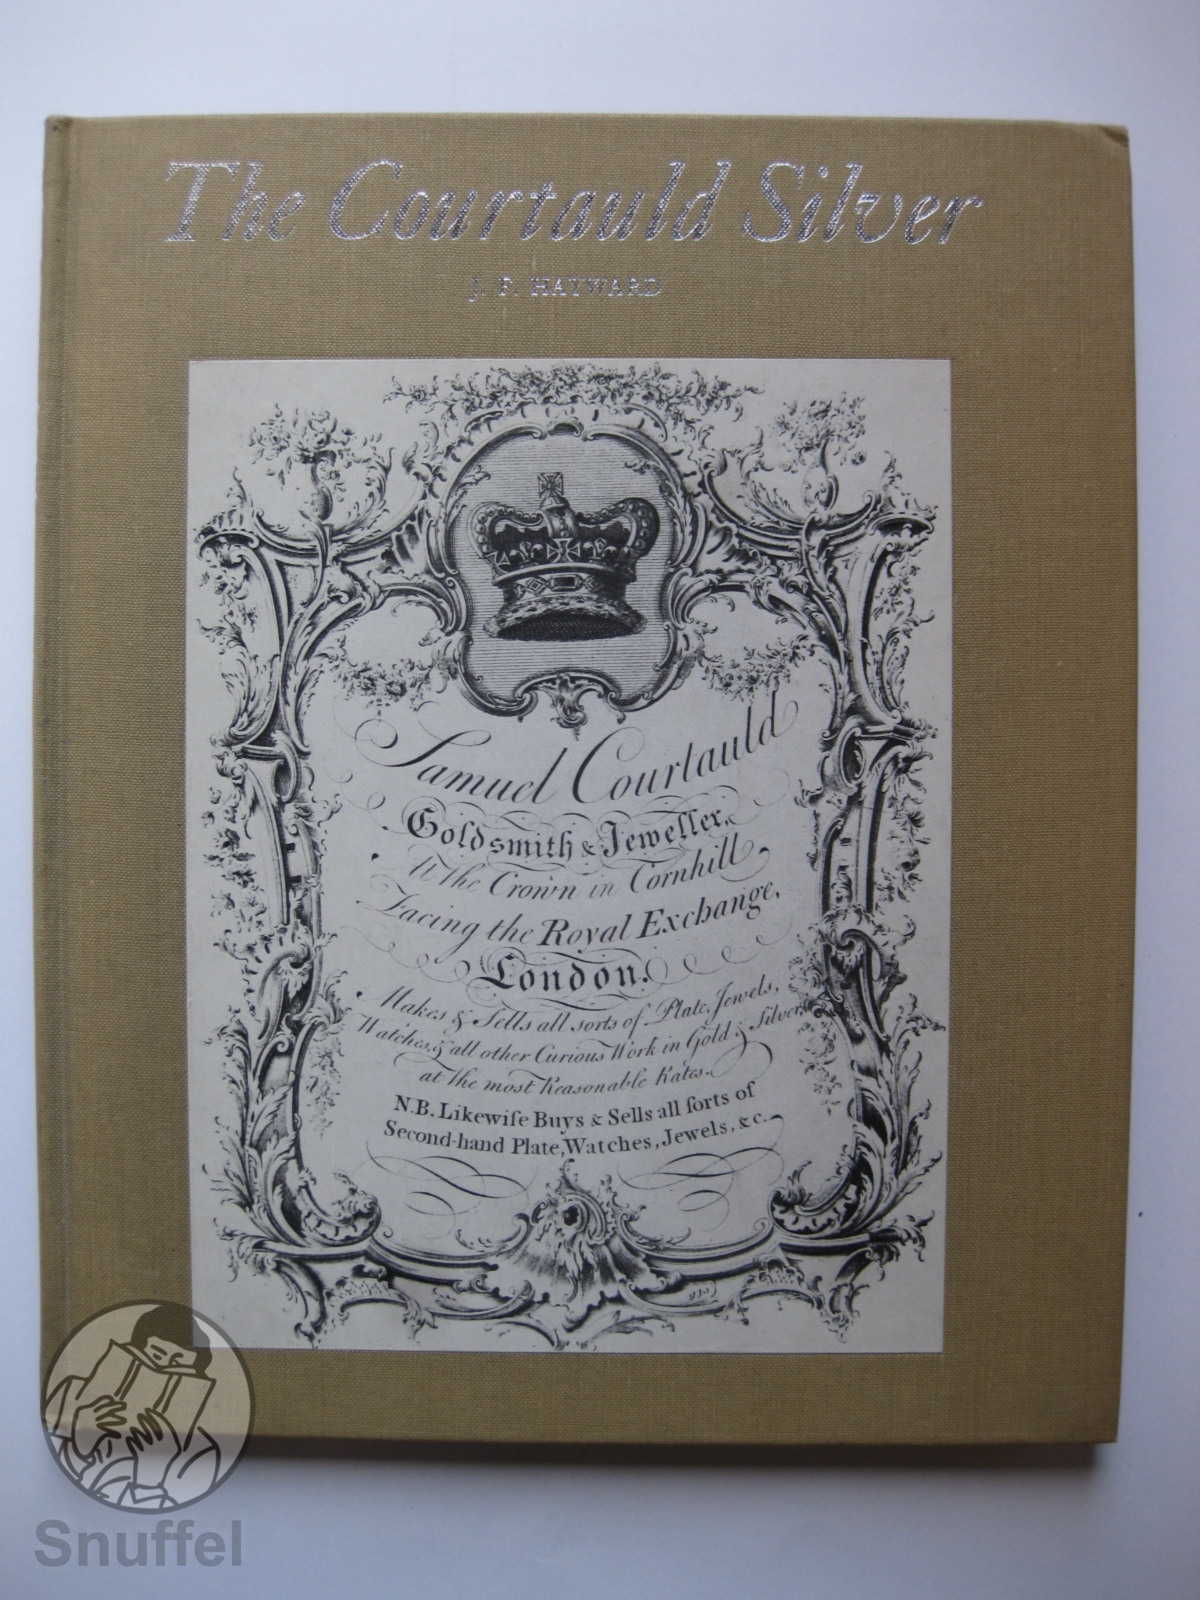 The Courtauld Silver
J. F. HAYWARD
Samuel Courtauld
Goldsmith & Jeweller,
At the Crown in Cornhill,
Facing the Royal Exchange,
London.
Makes & Sells all sorts of Plate, Jewels,
Watches, & all other Curious Work in Gold & Silver,
at the most Reasonable Rates.
N.B. Likewiſe Buys & Sells all ſorts of
Second-hand Plate, Watches, Jewels, &c.
Snuffel